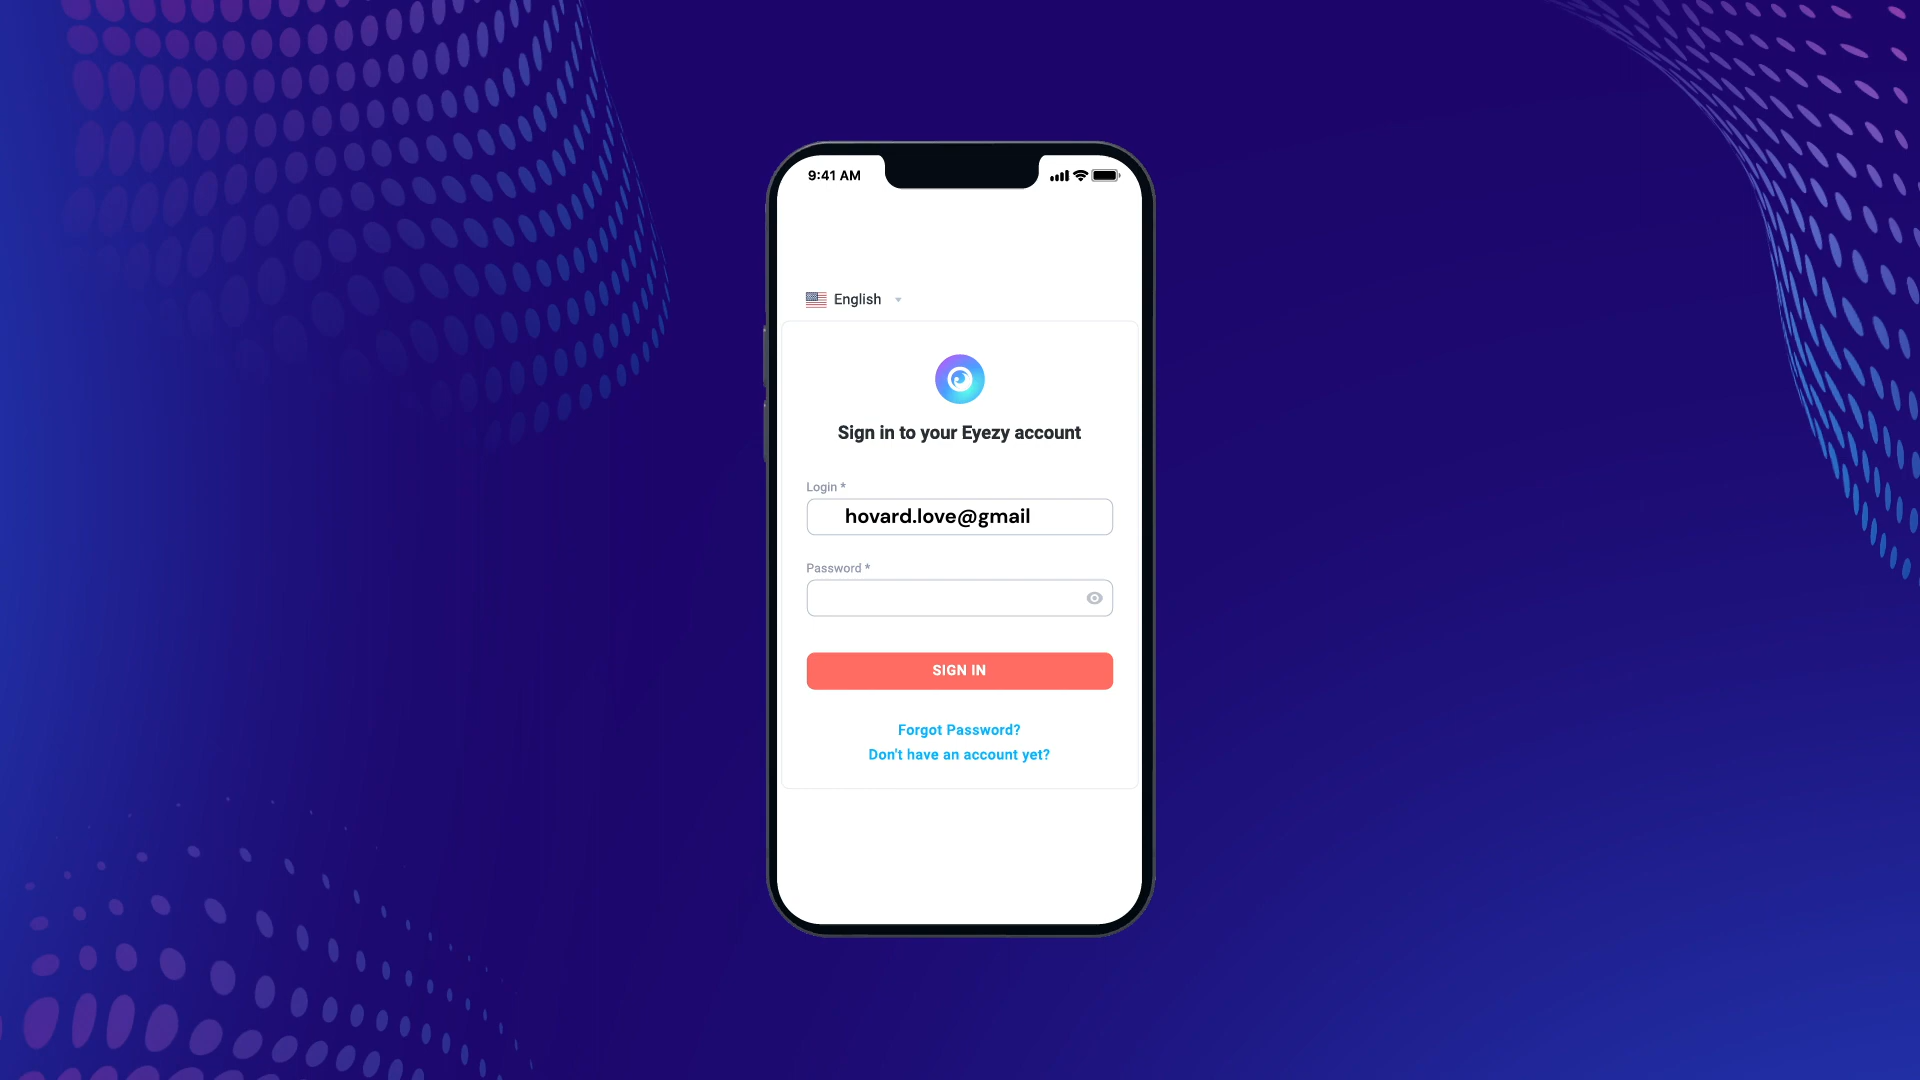 9:41 AM
English
Sign in to your Eyezy account
Login *
hovard.love@gmail
Password *
SIGN IN
Forgot Password?
Don't have an account yet?